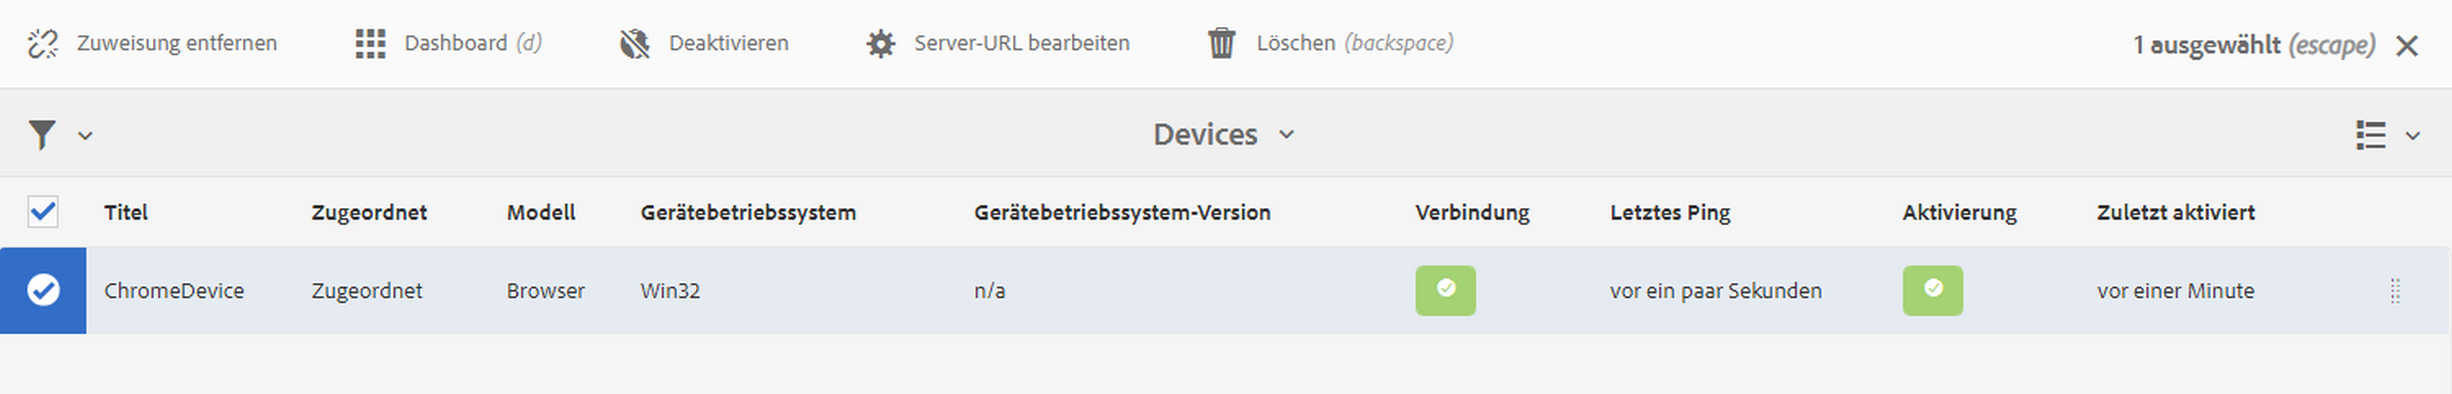 Zuweisung entfernen Dashboard (d) Deaktivieren Server-URL bearbeiten Löschen (backspace) 1 ausgewählt (escape)
Devices
Titel Zugeordnet Modell Gerätebetriebssystem Gerätebetriebssystem-Version Verbindung Letztes Ping Aktivierung Zuletzt aktiviert
ChromeDevice Zugeordnet Browser Win32 n/a vor ein paar Sekunden vor einer Minute